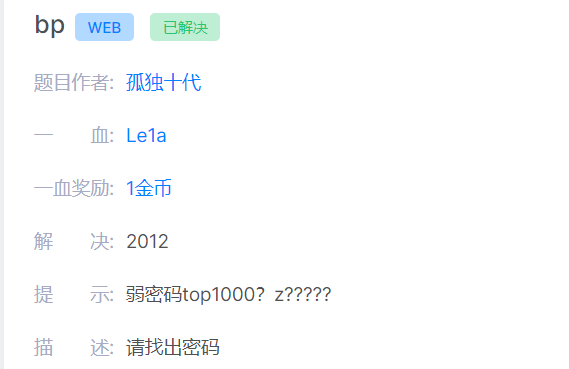 bp WEB 已解决
题目作者: 孤独十代
一 血: Le1a
一血奖励: 1金币
解 决: 2012
提 示: 弱密码top1000？z?????
描 述: 请找出密码